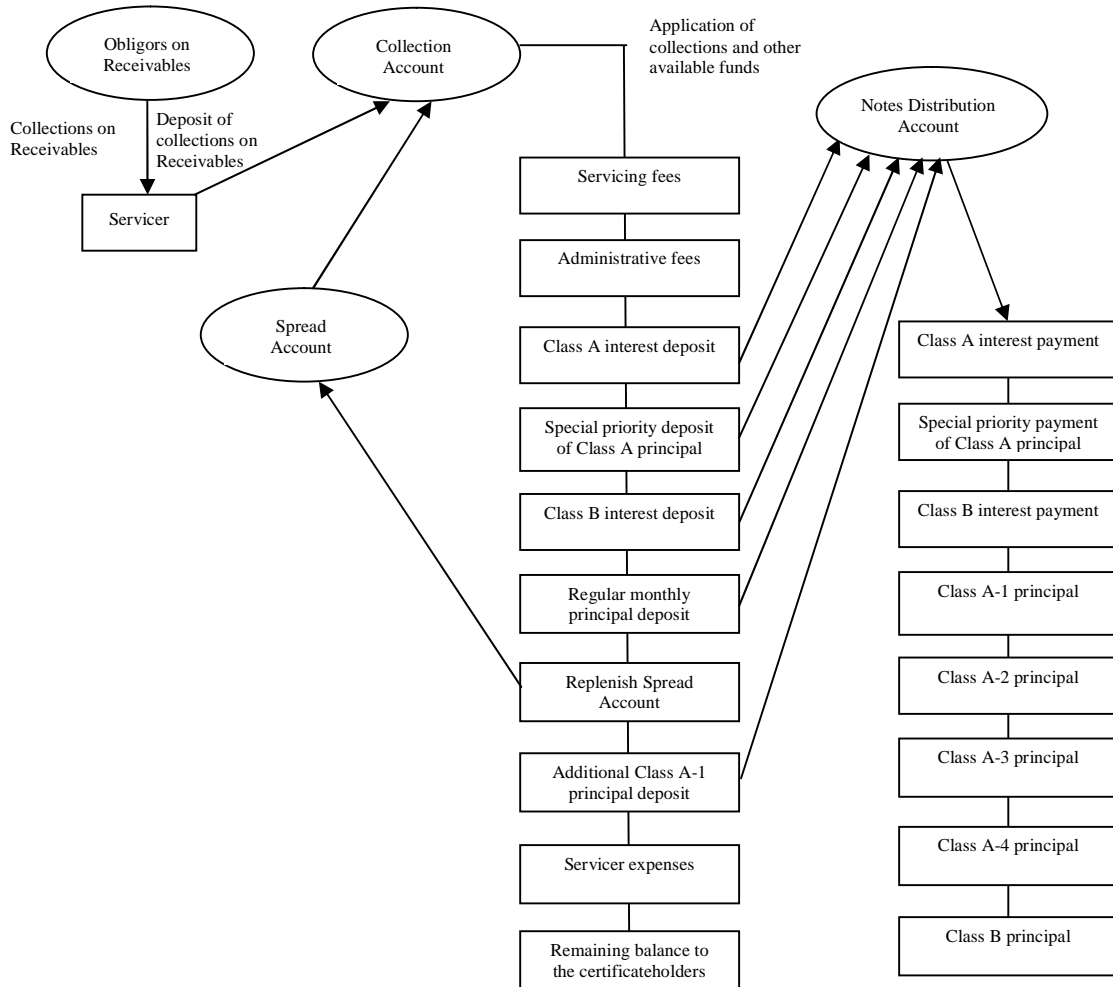 Obligors on
Receivables
Collection
Account
Application of
collections and other
available funds
Notes Distribution
Account
Collections on
Receivables
Deposit of
collections on
Receivables
Servicer
Spread
Account
Servicing fees
Administrative fees
Class A interest deposit
Special priority deposit
of Class A principal
Class B interest deposit
Regular monthly
principal deposit
Replenish Spread
Account
Additional Class A-1
principal deposit
Servicer expenses
Remaining balance to
the certificateholders
Class A interest payment
Special priority payment
of Class A principal
Class B interest payment
Class A-1 principal
Class A-2 principal
Class A-3 principal
Class A-4 principal
Class B principal